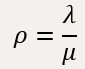 ρ = λ/μ